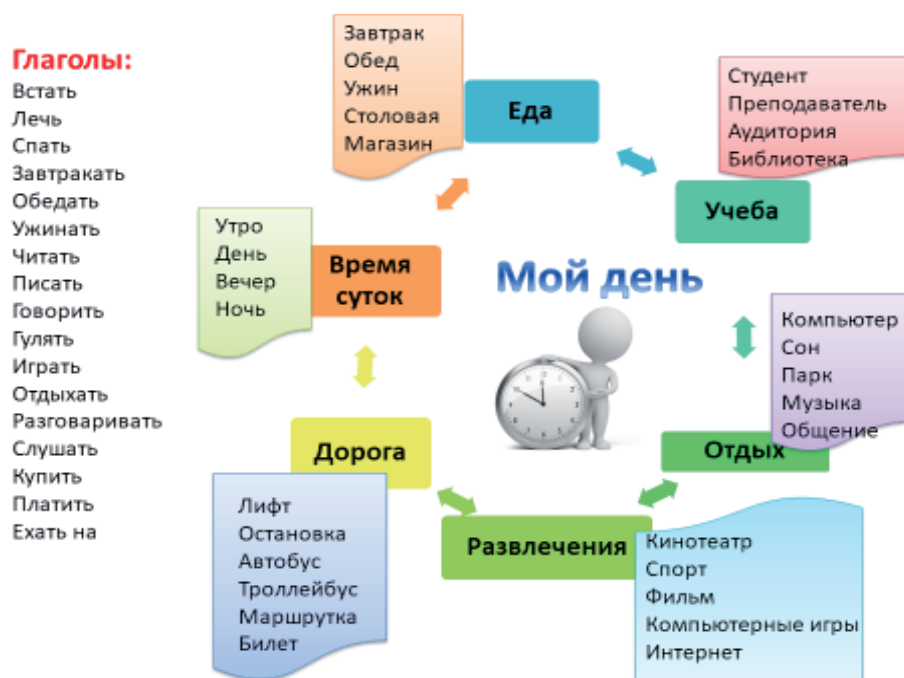 Глаголы:
Встать
Лечь
Спать
Завтракать
Обедать
Ужинать
Читать
Писать
Говорить
Гулять
Играть
Отдыхать
Разговаривать
Слушать
Купить
Платить
Ехать на
Завтрак
Обед
Ужин
Столовая
Магазин
Еда
Студент
Преподаватель
Аудитория
Библиотека
Учеба
Утро
День
Вечер
Ночь
Время
суток
Мой день
Компьютер
Сон
Парк
Музыка
Общение
Отдых
Дорога
Лифт
Остановка
Автобус
Троллейбус
Маршрутка
Билет
Развлечения
Кинотеатр
Спорт
Фильм
Компьютерные игры
Интернет